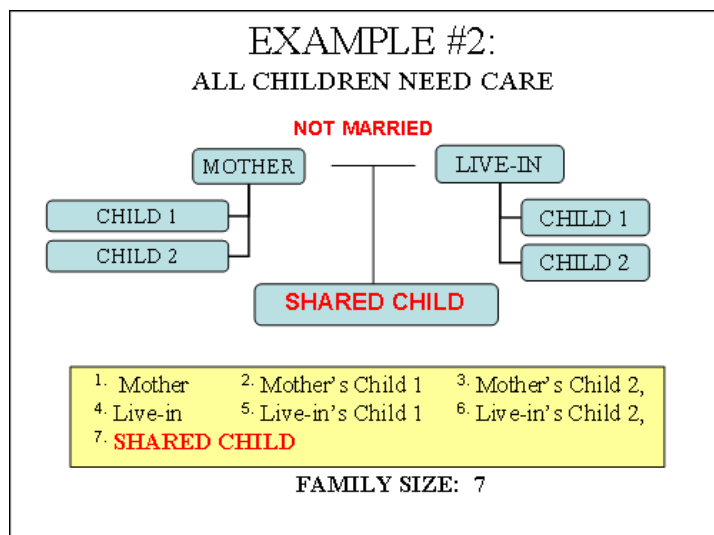 EXAMPLE #2:
ALL CHILDREN NEED CARE
NOT MARRIED
MOTHER
LIVE-IN
CHILD 1
CHILD 2
CHILD 1
CHILD 2
SHARED CHILD
1. Mother 2. Mother's Child 1 3. Mother's Child 2,
4. Live-in 5. Live-in's Child 1 6. Live-in's Child 2,
7. SHARED CHILD
FAMILY SIZE: 7